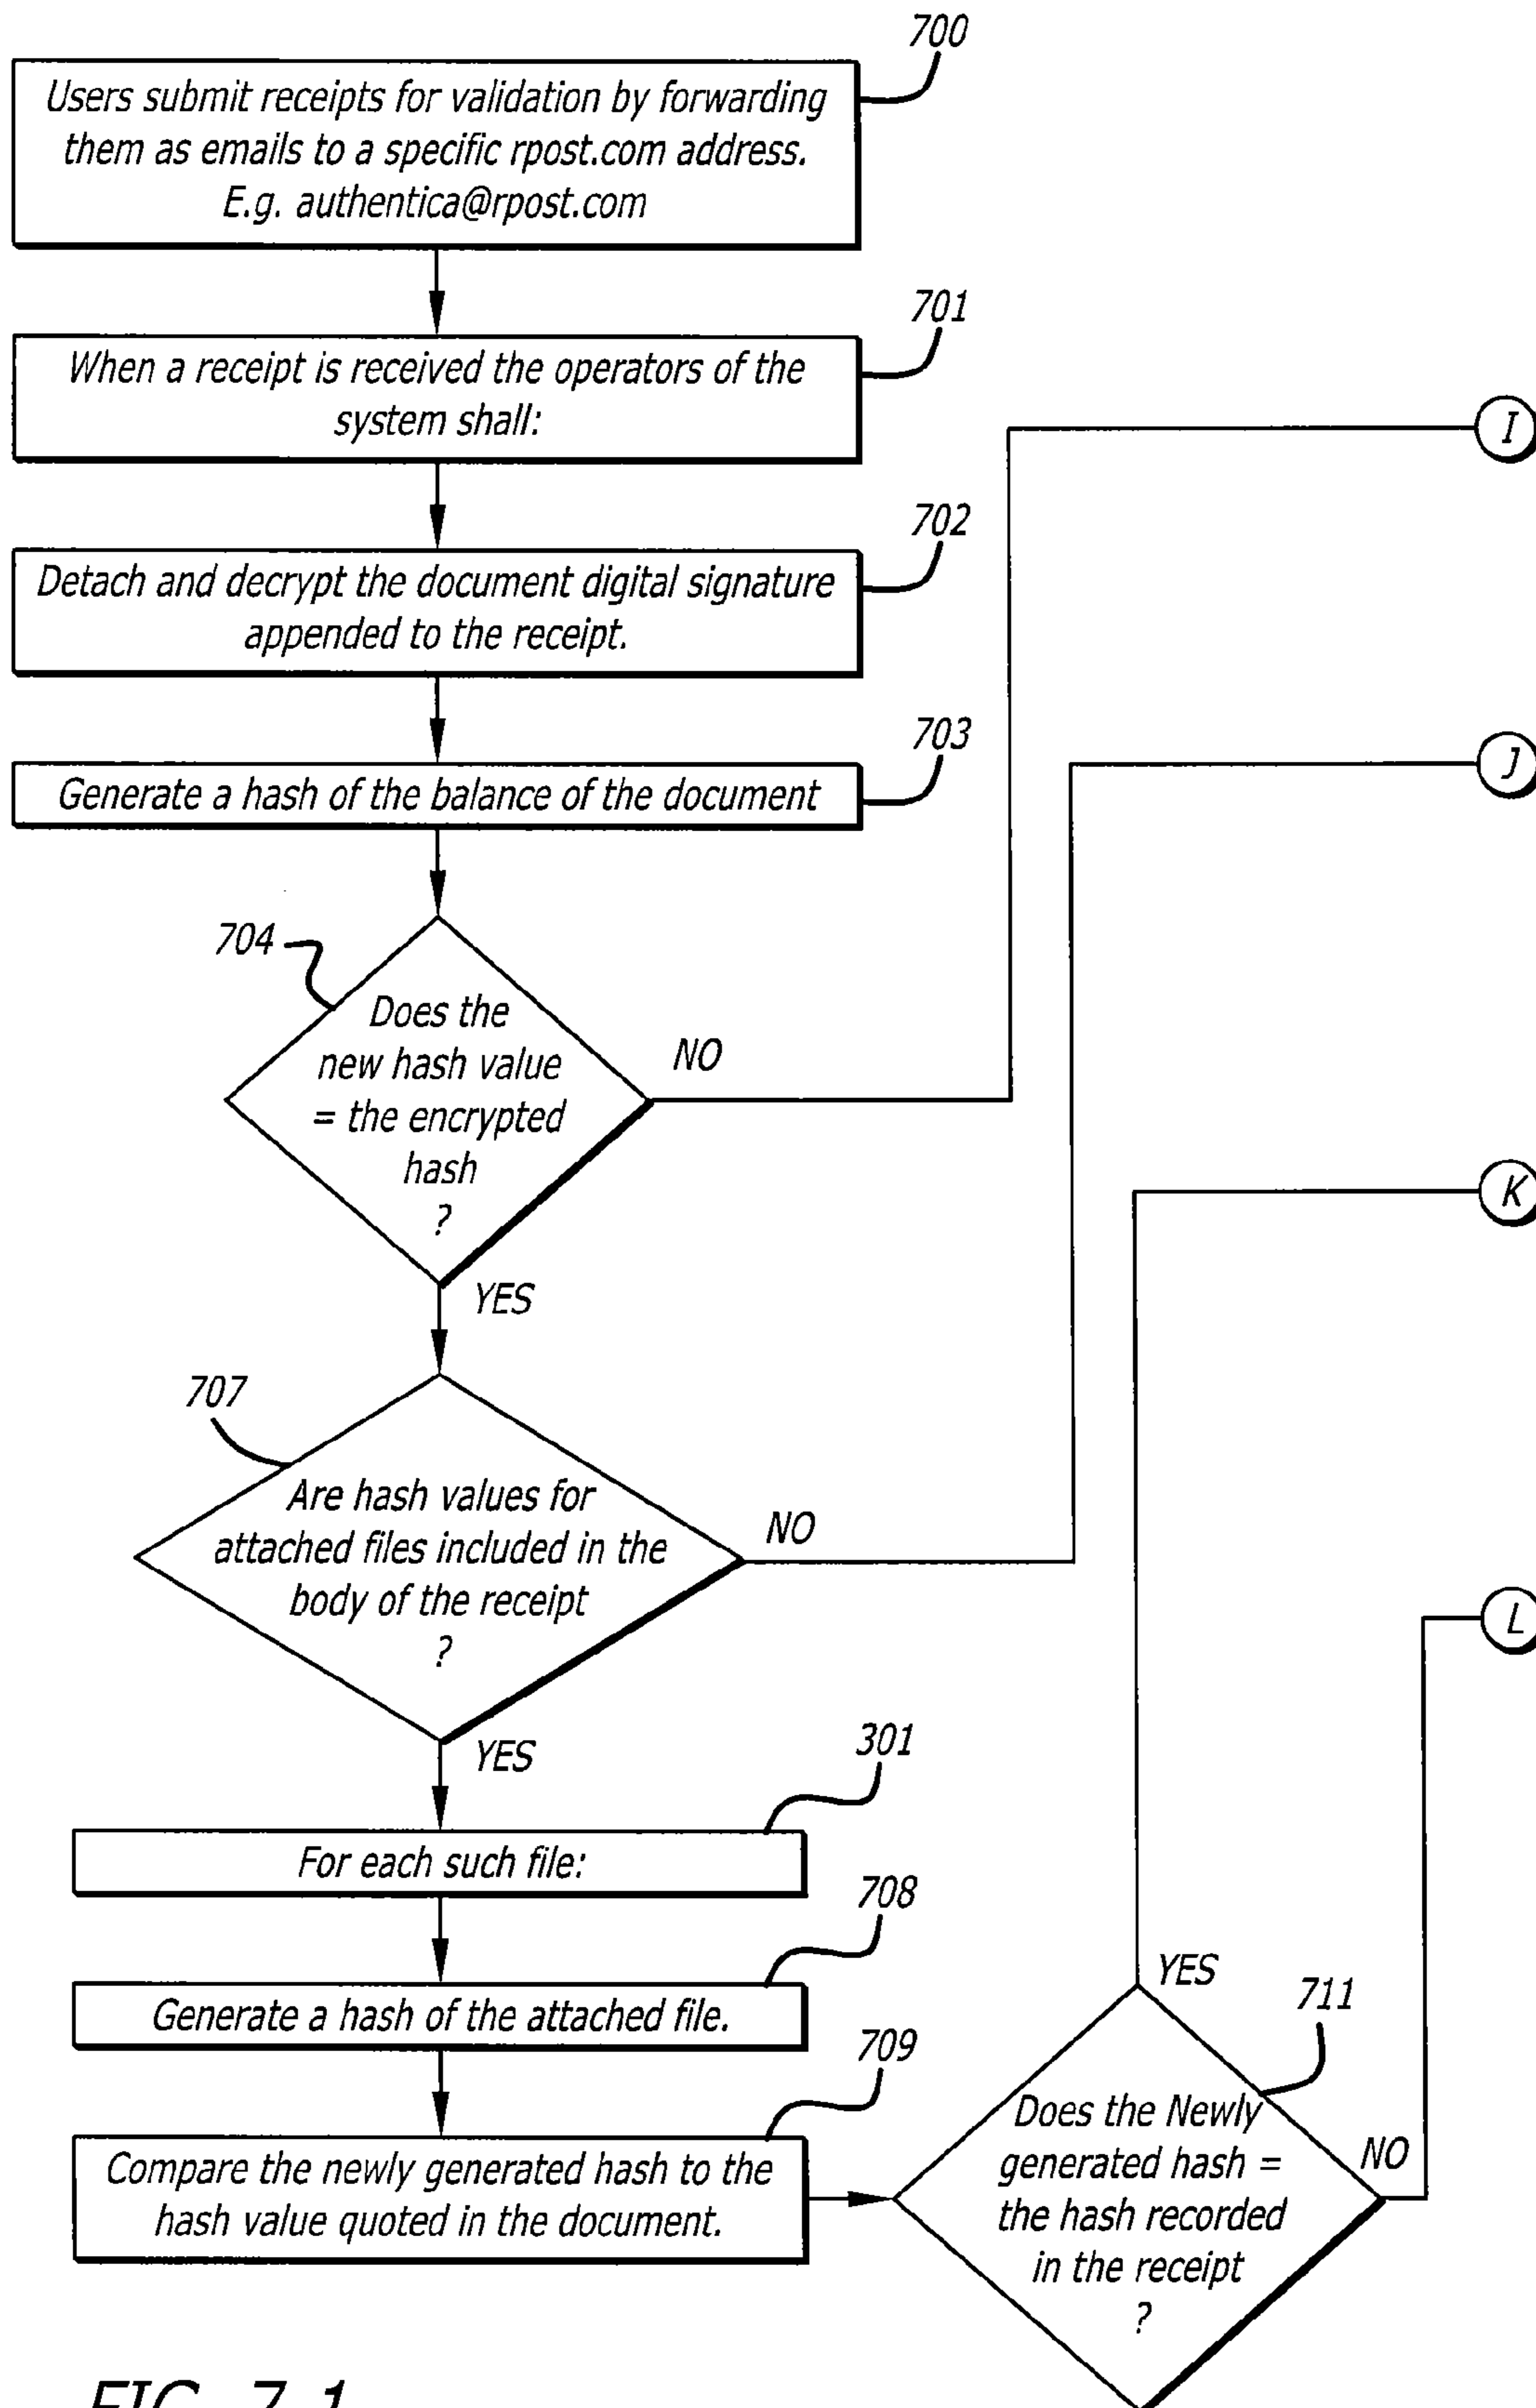 700
Users submit receipts for validation by forwarding
them as emails to a specific rpost.com address.
E.g. authentica@rpost.com
701
When a receipt is received the operators of the
system shall:
I
702
Detach and decrypt the document digital signature
appended to the receipt.
703
Generate a hash of the balance of the document
J
704
Does the
new hash value
= the encrypted
hash
?
NO
YES
K
707
Are hash values for
attached files included in the
body of the receipt
?
NO
YES
L
301
For each such file:
708
Generate a hash of the attached file.
709
Compare the newly generated hash to the
hash value quoted in the document.
YES
711
Does the Newly
generated hash =
the hash recorded
in the receipt
?
NO
FIG. 7-1